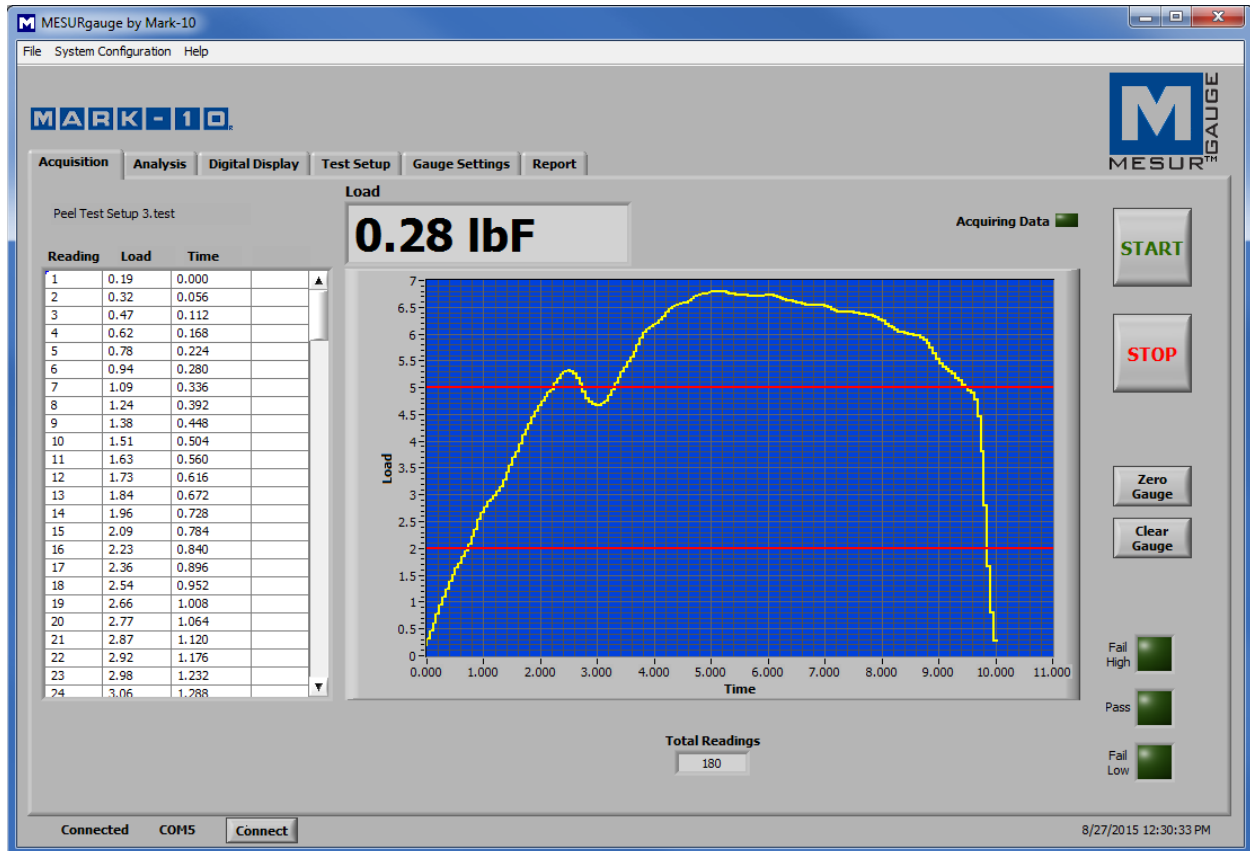 MESURgauge by Mark-10
File System Configuration Help
MARK-10
M
MESUR GAUGE™
Acquisition Analysis Digital Display Test Setup Gauge Settings Report
Peel Test Setup 3.test
Load
0.28 lbF
Acquiring Data
START
STOP
Zero
Gauge
Clear
Gauge
Fail
High
Pass
Fail
Low
Reading Load Time
1 0.19 0.000
2 0.32 0.056
3 0.47 0.112
4 0.62 0.168
5 0.78 0.224
6 0.94 0.280
7 1.09 0.336
8 1.24 0.392
9 1.38 0.448
10 1.51 0.504
11 1.63 0.560
12 1.73 0.616
13 1.84 0.672
14 1.96 0.728
15 2.09 0.784
16 2.23 0.840
17 2.36 0.896
18 2.54 0.952
19 2.66 1.008
20 2.77 1.064
21 2.87 1.120
22 2.92 1.176
23 2.98 1.232
24 3.06 1.288
7
6.5
6
5.5
5
4.5
4
3.5
3
2.5
2
1.5
1
0.5
0
Load
0.000 1.000 2.000 3.000 4.000 5.000 6.000 7.000 8.000 9.000 10.000 11.000
Time
Total Readings
180
Connected COM5 Connect
8/27/2015 12:30:33 PM